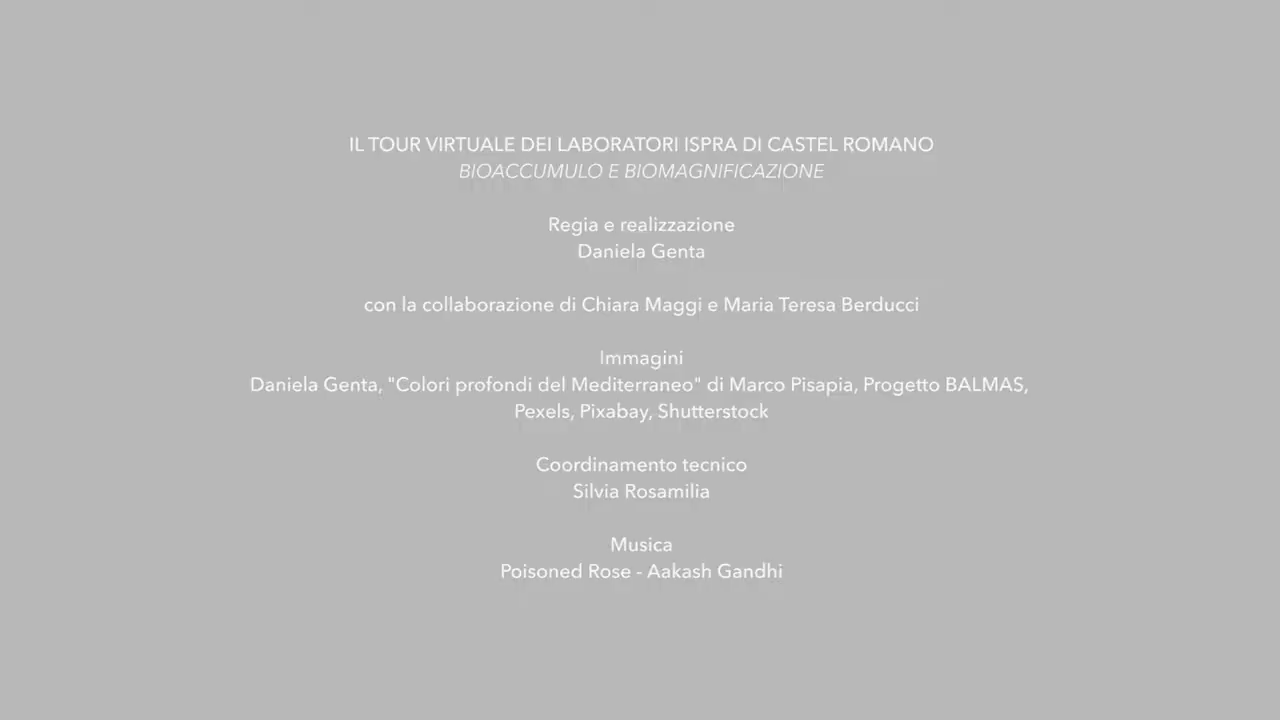 IL TOUR VIRTUALE DEI LABORATORI ISPRA DI CASTEL ROMANO
BIOACCUMULO E BIOMAGNIFICAZIONE
Regia e realizzazione
Daniela Genta
con la collaborazione di Chiara Maggi e Maria Teresa Berducci
Immagini
Daniela Genta, "Colori profondi del Mediterraneo" di Marco Pisapia, Progetto BALMAS,
Pexels, Pixabay, Shutterstock
Coordinamento tecnico
Silvia Rosamilia
Musica
Poisoned Rose - Aakash Gandhi